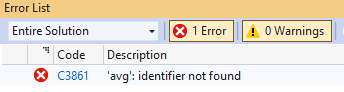 Error List
Entire Solution 1 Error 0 Warnings
Code Description
C3861 'avg': identifier not found